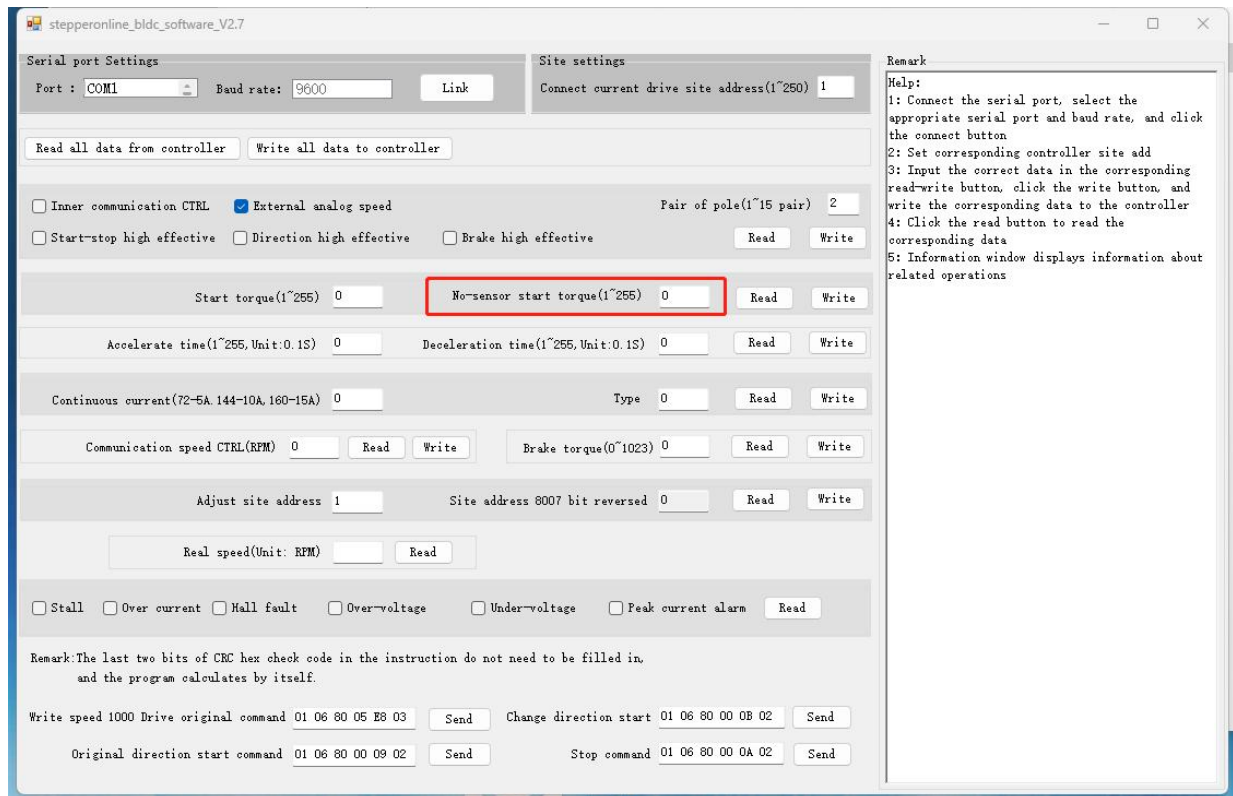 stepperonline_bldc_software_V2.7
Serial port Settings
Port : COM1 Baud rate: 9600 Link
Site settings
Connect current drive site address(1~250) 1
Read all data from controller Write all data to controller
Inner communication CTRL External analog speed Pair of pole(1~15 pair) 2
Start-stop high effective Direction high effective Brake high effective Read Write
Start torque(1~255) 0 No-sensor start torque(1~255) 0 Read Write
Accelerate time(1~255,Unit:0.1S) 0 Deceleration time(1~255,Unit:0.1S) 0 Read Write
Continuous current(72-5A.144-10A,160-15A) 0 Type 0 Read Write
Communication speed CTRL(RPM) 0 Read Write Brake torque(0~1023) 0 Read Write
Adjust site address 1 Site address 8007 bit reversed 0 Read Write
Real speed(Unit: RPM) Read
Stall Over current Hall fault Over-voltage Under-voltage Peak current alarm Read
Remark:The last two bits of CRC hex check code in the instruction do not need to be filled in,
and the program calculates by itself.
Write speed 1000 Drive original command 01 06 80 05 E8 03 Send Change direction start 01 06 80 00 0B 02 Send
Original direction start command 01 06 80 00 09 02 Send Stop command 01 06 80 00 0A 02 Send
Remark
Help:
1: Connect the serial port, select the
appropriate serial port and baud rate, and click
the connect button
2: Set corresponding controller site add
3: Input the correct data in the corresponding
read-write button, click the write button, and
write the corresponding data to the controller
4: Click the read button to read the
corresponding data
5: Information window displays information about
related operations